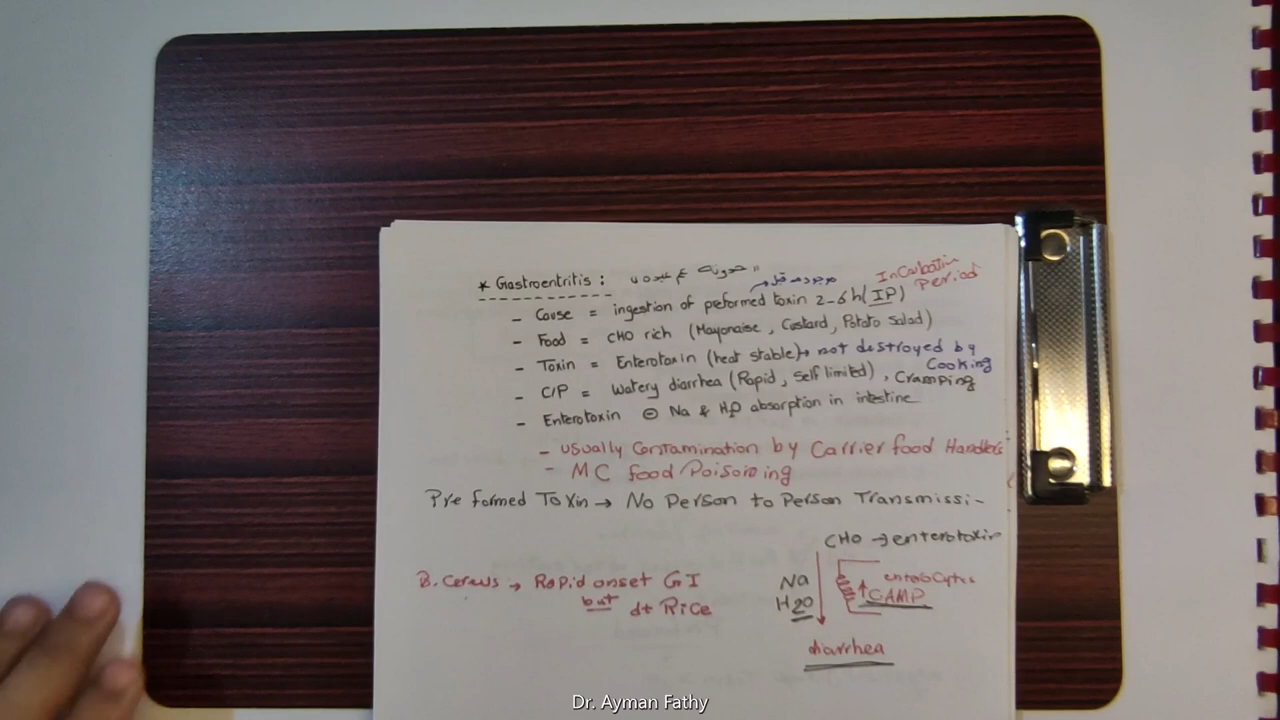 * Gastroentritis :
Incubation Period
- Cause = ingestion of preformed toxin 2-6 h (IP)
- Food = CHO rich (Mayonaise, Custard, Potato salad)
- Toxin = Enterotoxin (heat stable) → not destroyed by Cooking
- C/P = Watery diarrhea (Rapid, Self limited), Cramping
- Enterotoxin ⊖ Na & H2O absorption in intestine
- usually Contamination by Carrier food Handlers
- MC food Poisoning
Pre formed Toxin → No Person to Person Transmissi-
CHO → enterotoxin
B. Cereus → Rapid onset GI
but dt Rice
Na
H2O
enterocytes
↑ CAMP
diarrhea
Dr. Ayman Fathy